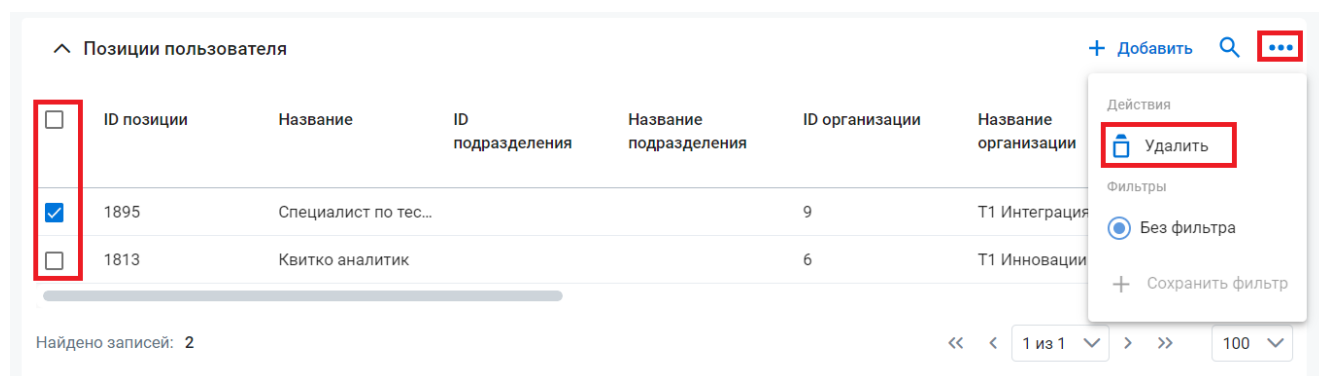 Позиции пользователя
Добавить
ID позиции
Название
ID подразделения
Название подразделения
ID организации
Название организации
Действия
Удалить
Фильтры
Без фильтра
Сохранить фильтр
1895
Специалист по тес...
9
Т1 Интеграция
1813
Квитко аналитик
6
Т1 Инновации
Найдено записей: 2
1 из 1
100